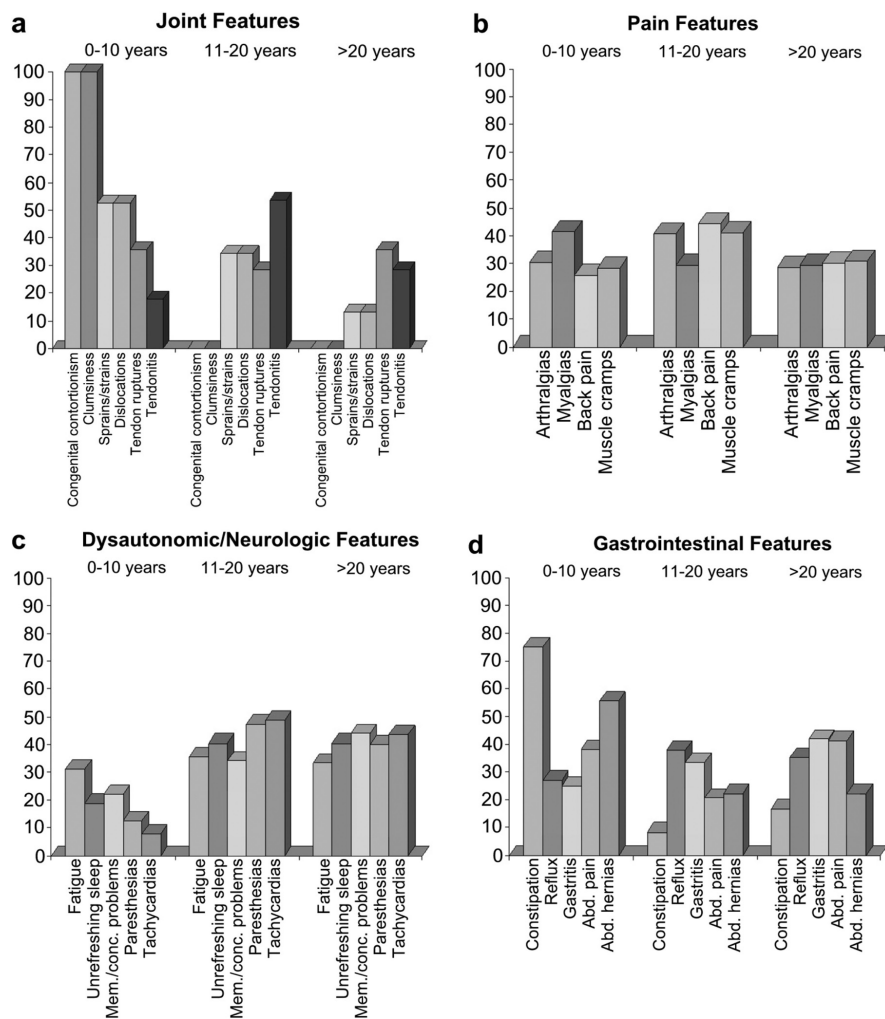 a
Joint Features
0-10 years 11-20 years >20 years
100
90
80
70
60
50
40
30
20
10
0
Congenital contortionism
Clumsiness
Sprains/strains
Dislocations
Tendon ruptures
Tendonitis
Congenital contortionism
Clumsiness
Sprains/strains
Dislocations
Tendon ruptures
Tendonitis
Congenital contortionism
Clumsiness
Sprains/strains
Dislocations
Tendon ruptures
Tendonitis
b
Pain Features
0-10 years 11-20 years >20 years
100
90
80
70
60
50
40
30
20
10
0
Arthralgias
Myalgias
Back pain
Muscle cramps
Arthralgias
Myalgias
Back pain
Muscle cramps
Arthralgias
Myalgias
Back pain
Muscle cramps
c
Dysautonomic/Neurologic Features
0-10 years 11-20 years >20 years
100
90
80
70
60
50
40
30
20
10
0
Fatigue
Unrefreshing sleep
Mem./conc. problems
Paresthesias
Tachycardias
Fatigue
Unrefreshing sleep
Mem./conc. problems
Paresthesias
Tachycardias
Fatigue
Unrefreshing sleep
Mem./conc. problems
Paresthesias
Tachycardias
d
Gastrointestinal Features
0-10 years 11-20 years >20 years
100
90
80
70
60
50
40
30
20
10
0
Constipation
Reflux
Gastritis
Abd. pain
Abd. hernias
Constipation
Reflux
Gastritis
Abd. pain
Abd. hernias
Constipation
Reflux
Gastritis
Abd. pain
Abd. hernias